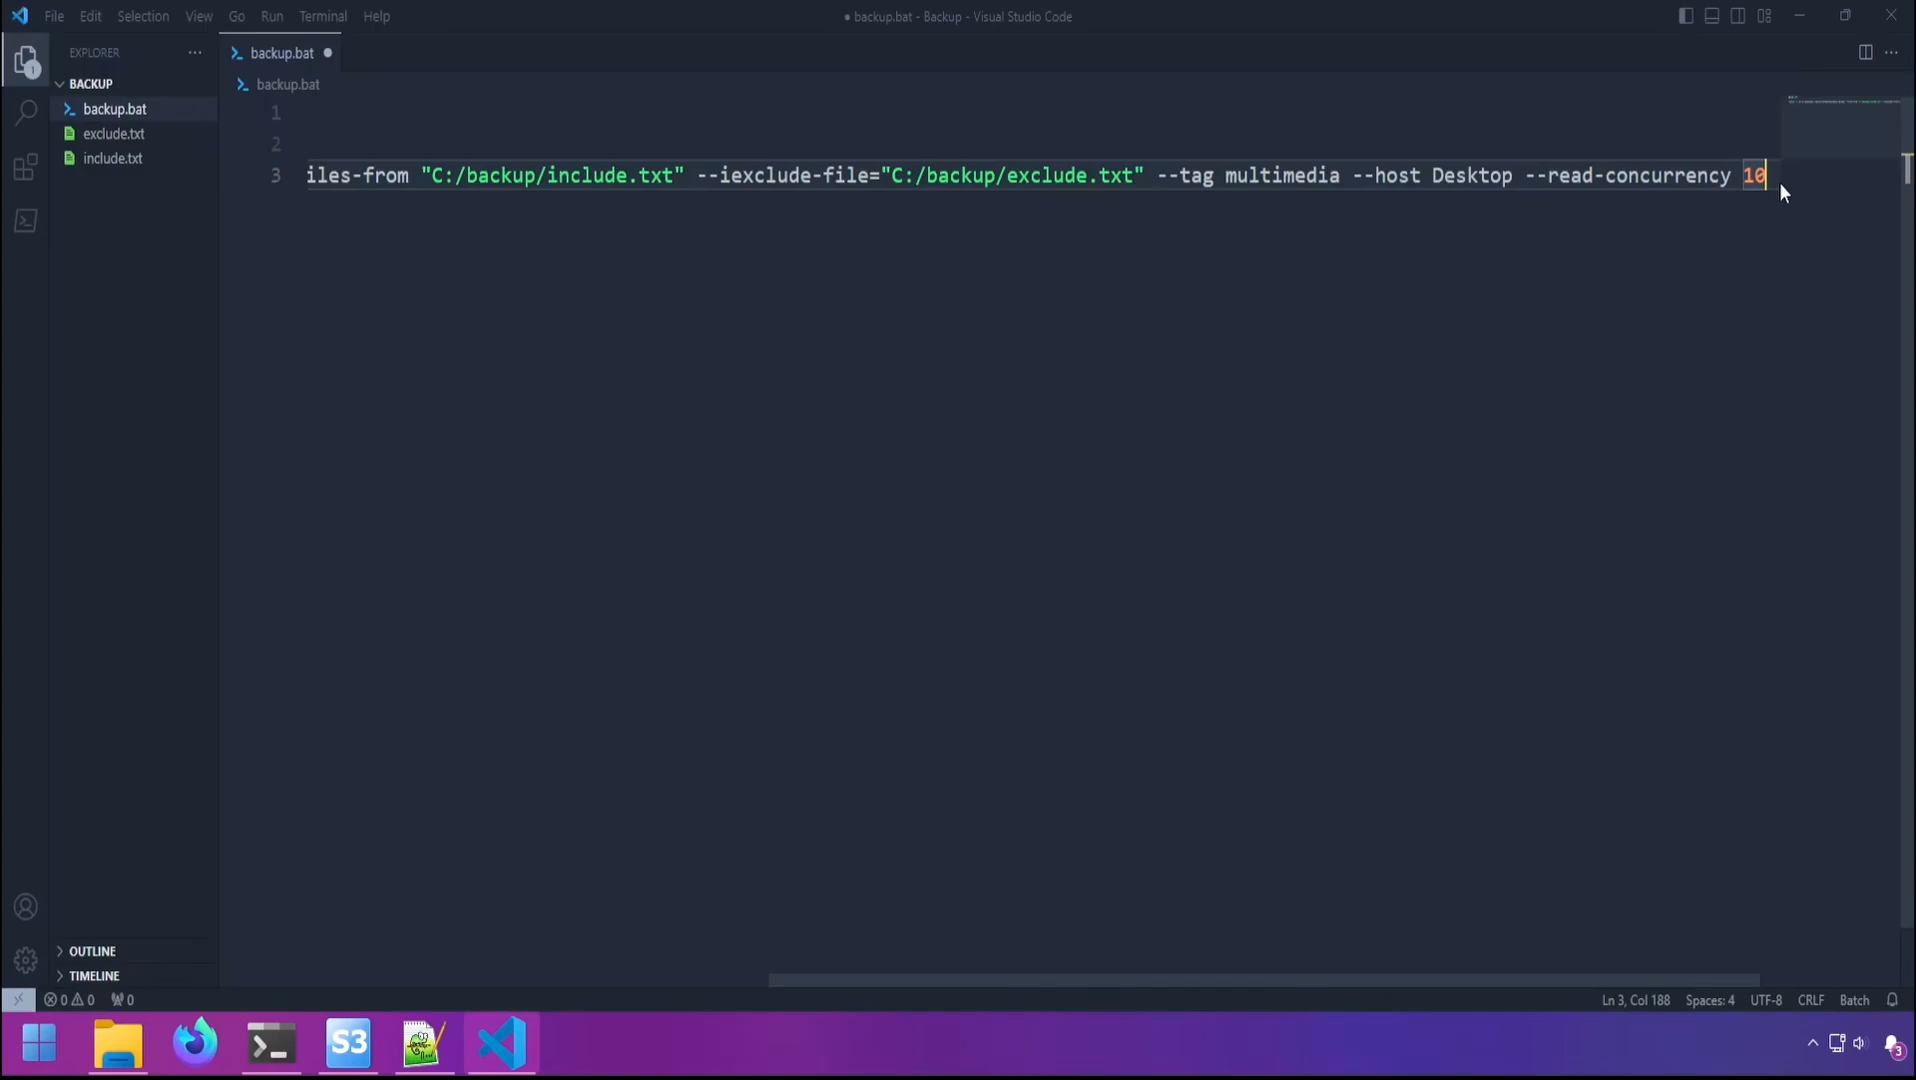 File Edit Selection View Go Run Terminal Help
● backup.bat - Backup - Visual Studio Code
EXPLORER
BACKUP
backup.bat
exclude.txt
include.txt
backup.bat
backup.bat
1
2
3 iles-from "C:/backup/include.txt" --iexclude-file="C:/backup/exclude.txt" --tag multimedia --host Desktop --read-concurrency 10
1
OUTLINE
TIMELINE
0 0 0
Ln 3, Col 188 Spaces: 4 UTF-8 CRLF Batch
S3
3